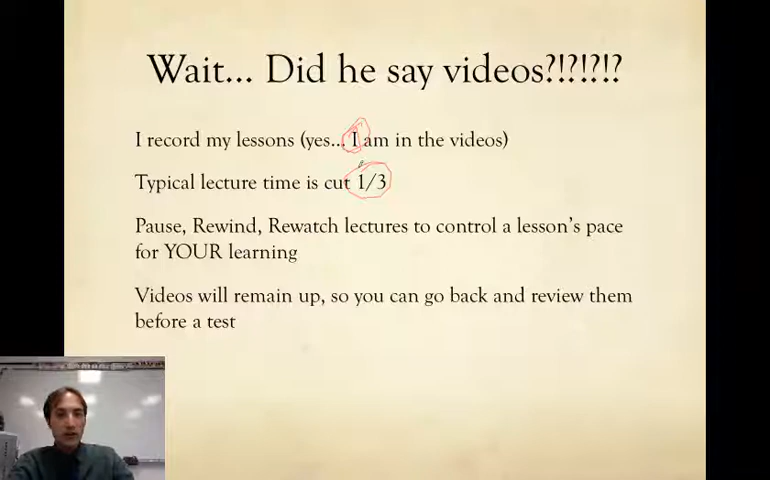 Wait... Did he say videos?!?!?!?
I record my lessons (yes... I am in the videos)
Typical lecture time is cut 1/3
Pause, Rewind, Rewatch lectures to control a lesson's pace
for YOUR learning
Videos will remain up, so you can go back and review them
before a test